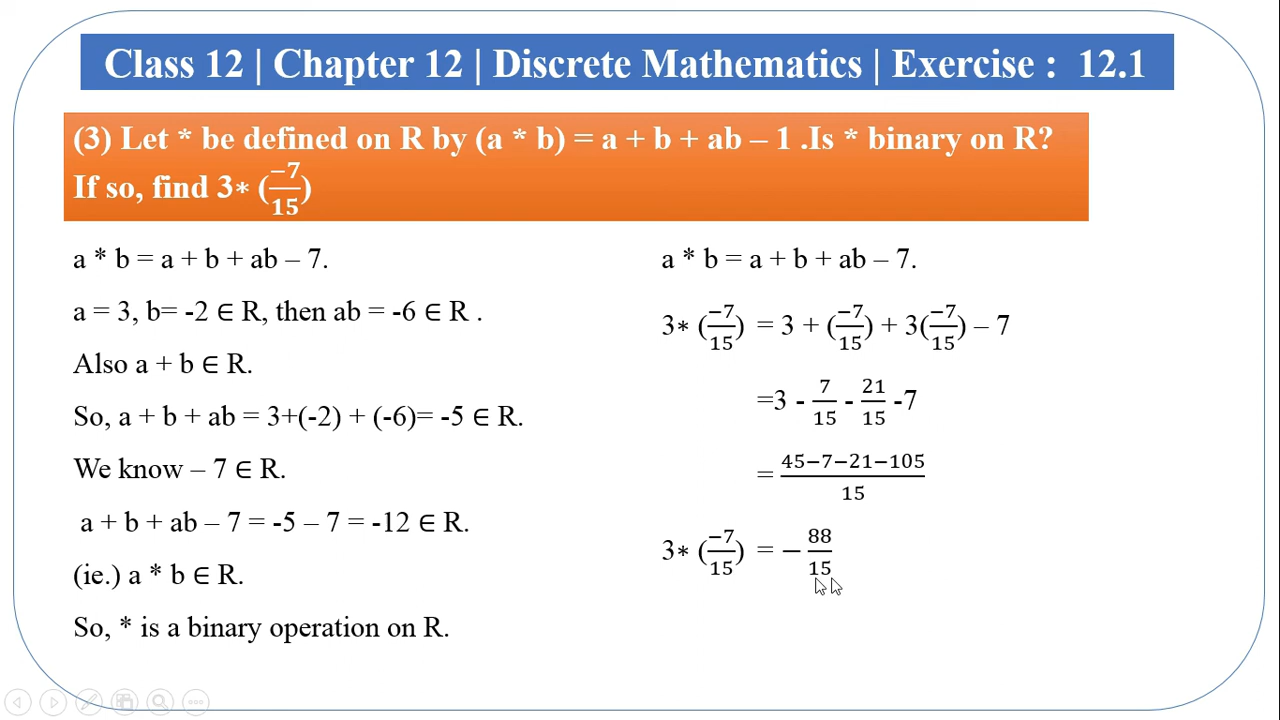 Class 12 | Chapter 12 | Discrete Mathematics | Exercise : 12.1
(3) Let * be defined on R by (a * b) = a + b + ab – 1 .Is * binary on R?
If so, find 3* (−7/15)
a * b = a + b + ab – 7.
a = 3, b= -2 ∈ R, then ab = -6 ∈ R .
Also a + b ∈ R.
So, a + b + ab = 3+(-2) + (-6)= -5 ∈ R.
We know – 7 ∈ R.
a + b + ab – 7 = -5 – 7 = -12 ∈ R.
(ie.) a * b ∈ R.
So, * is a binary operation on R.
a * b = a + b + ab – 7.
3* (−7/15) = 3 + (−7/15) + 3(−7/15) – 7
=3 - 7/15 - 21/15 -7
= 45−7−21−105/15
3* (−7/15) = − 88/15